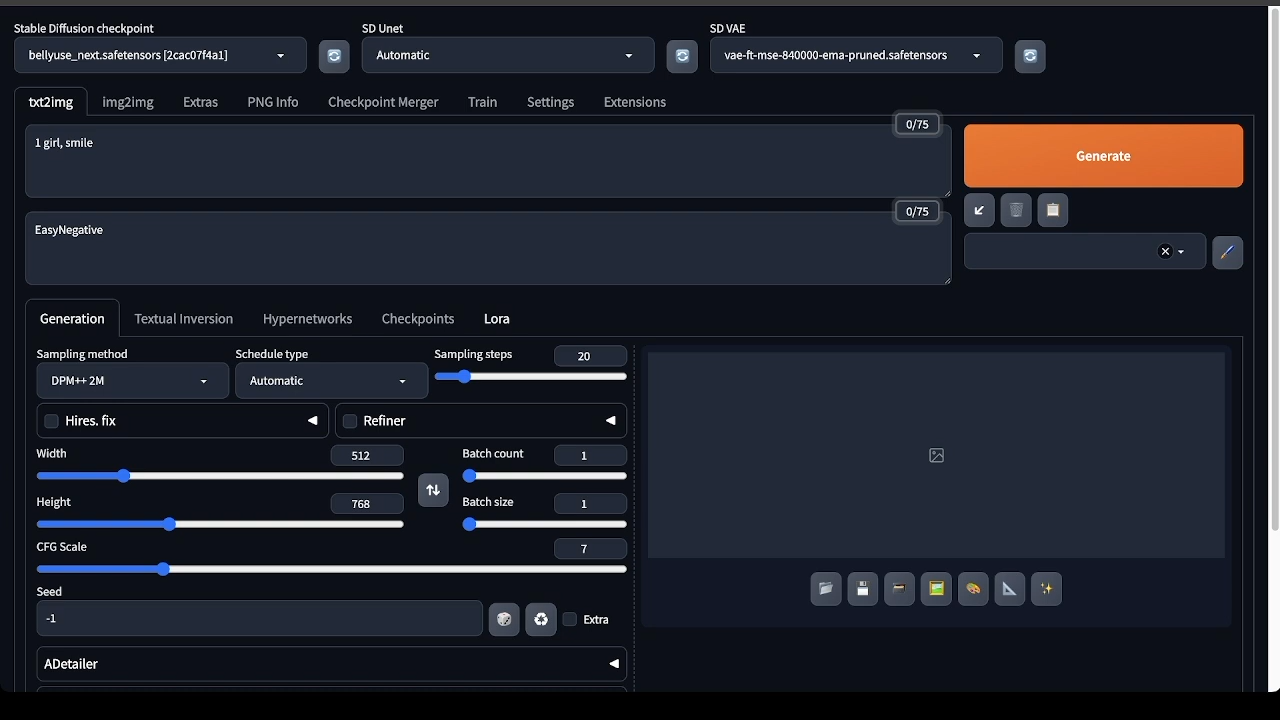 Stable Diffusion checkpoint SD Unet SD VAE
bellyuse_next.safetensors [2cac07f4a1] Automatic vae-ft-mse-840000-ema-pruned.safetensors
txt2img img2img Extras PNG Info Checkpoint Merger Train Settings Extensions
0/75
1 girl, smile
Generate
0/75
EasyNegative
Generation Textual Inversion Hypernetworks Checkpoints Lora
Sampling method Schedule type Sampling steps 20
DPM++ 2M Automatic
Hires. fix Refiner
Width 512 Batch count 1
Height 768 Batch size 1
CFG Scale 7
Seed
-1 Extra
ADetailer